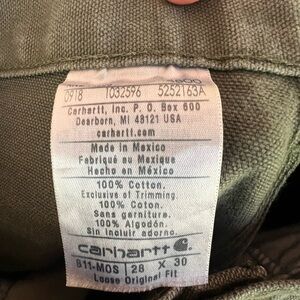 0918 1032596 5252163A
Carhartt, Inc. P. O. Box 600
Dearborn, MI 48121 USA
carhartt.com
Made in Mexico
Fabriqué au Mexique
Hecho en México
100% Cotton.
Exclusive of Trimming.
100% Coton.
Sans garniture.
100% Algodón.
Sin incluir adorno.
carhartt
B11-MOS 28 X 30
Loose Original Fit